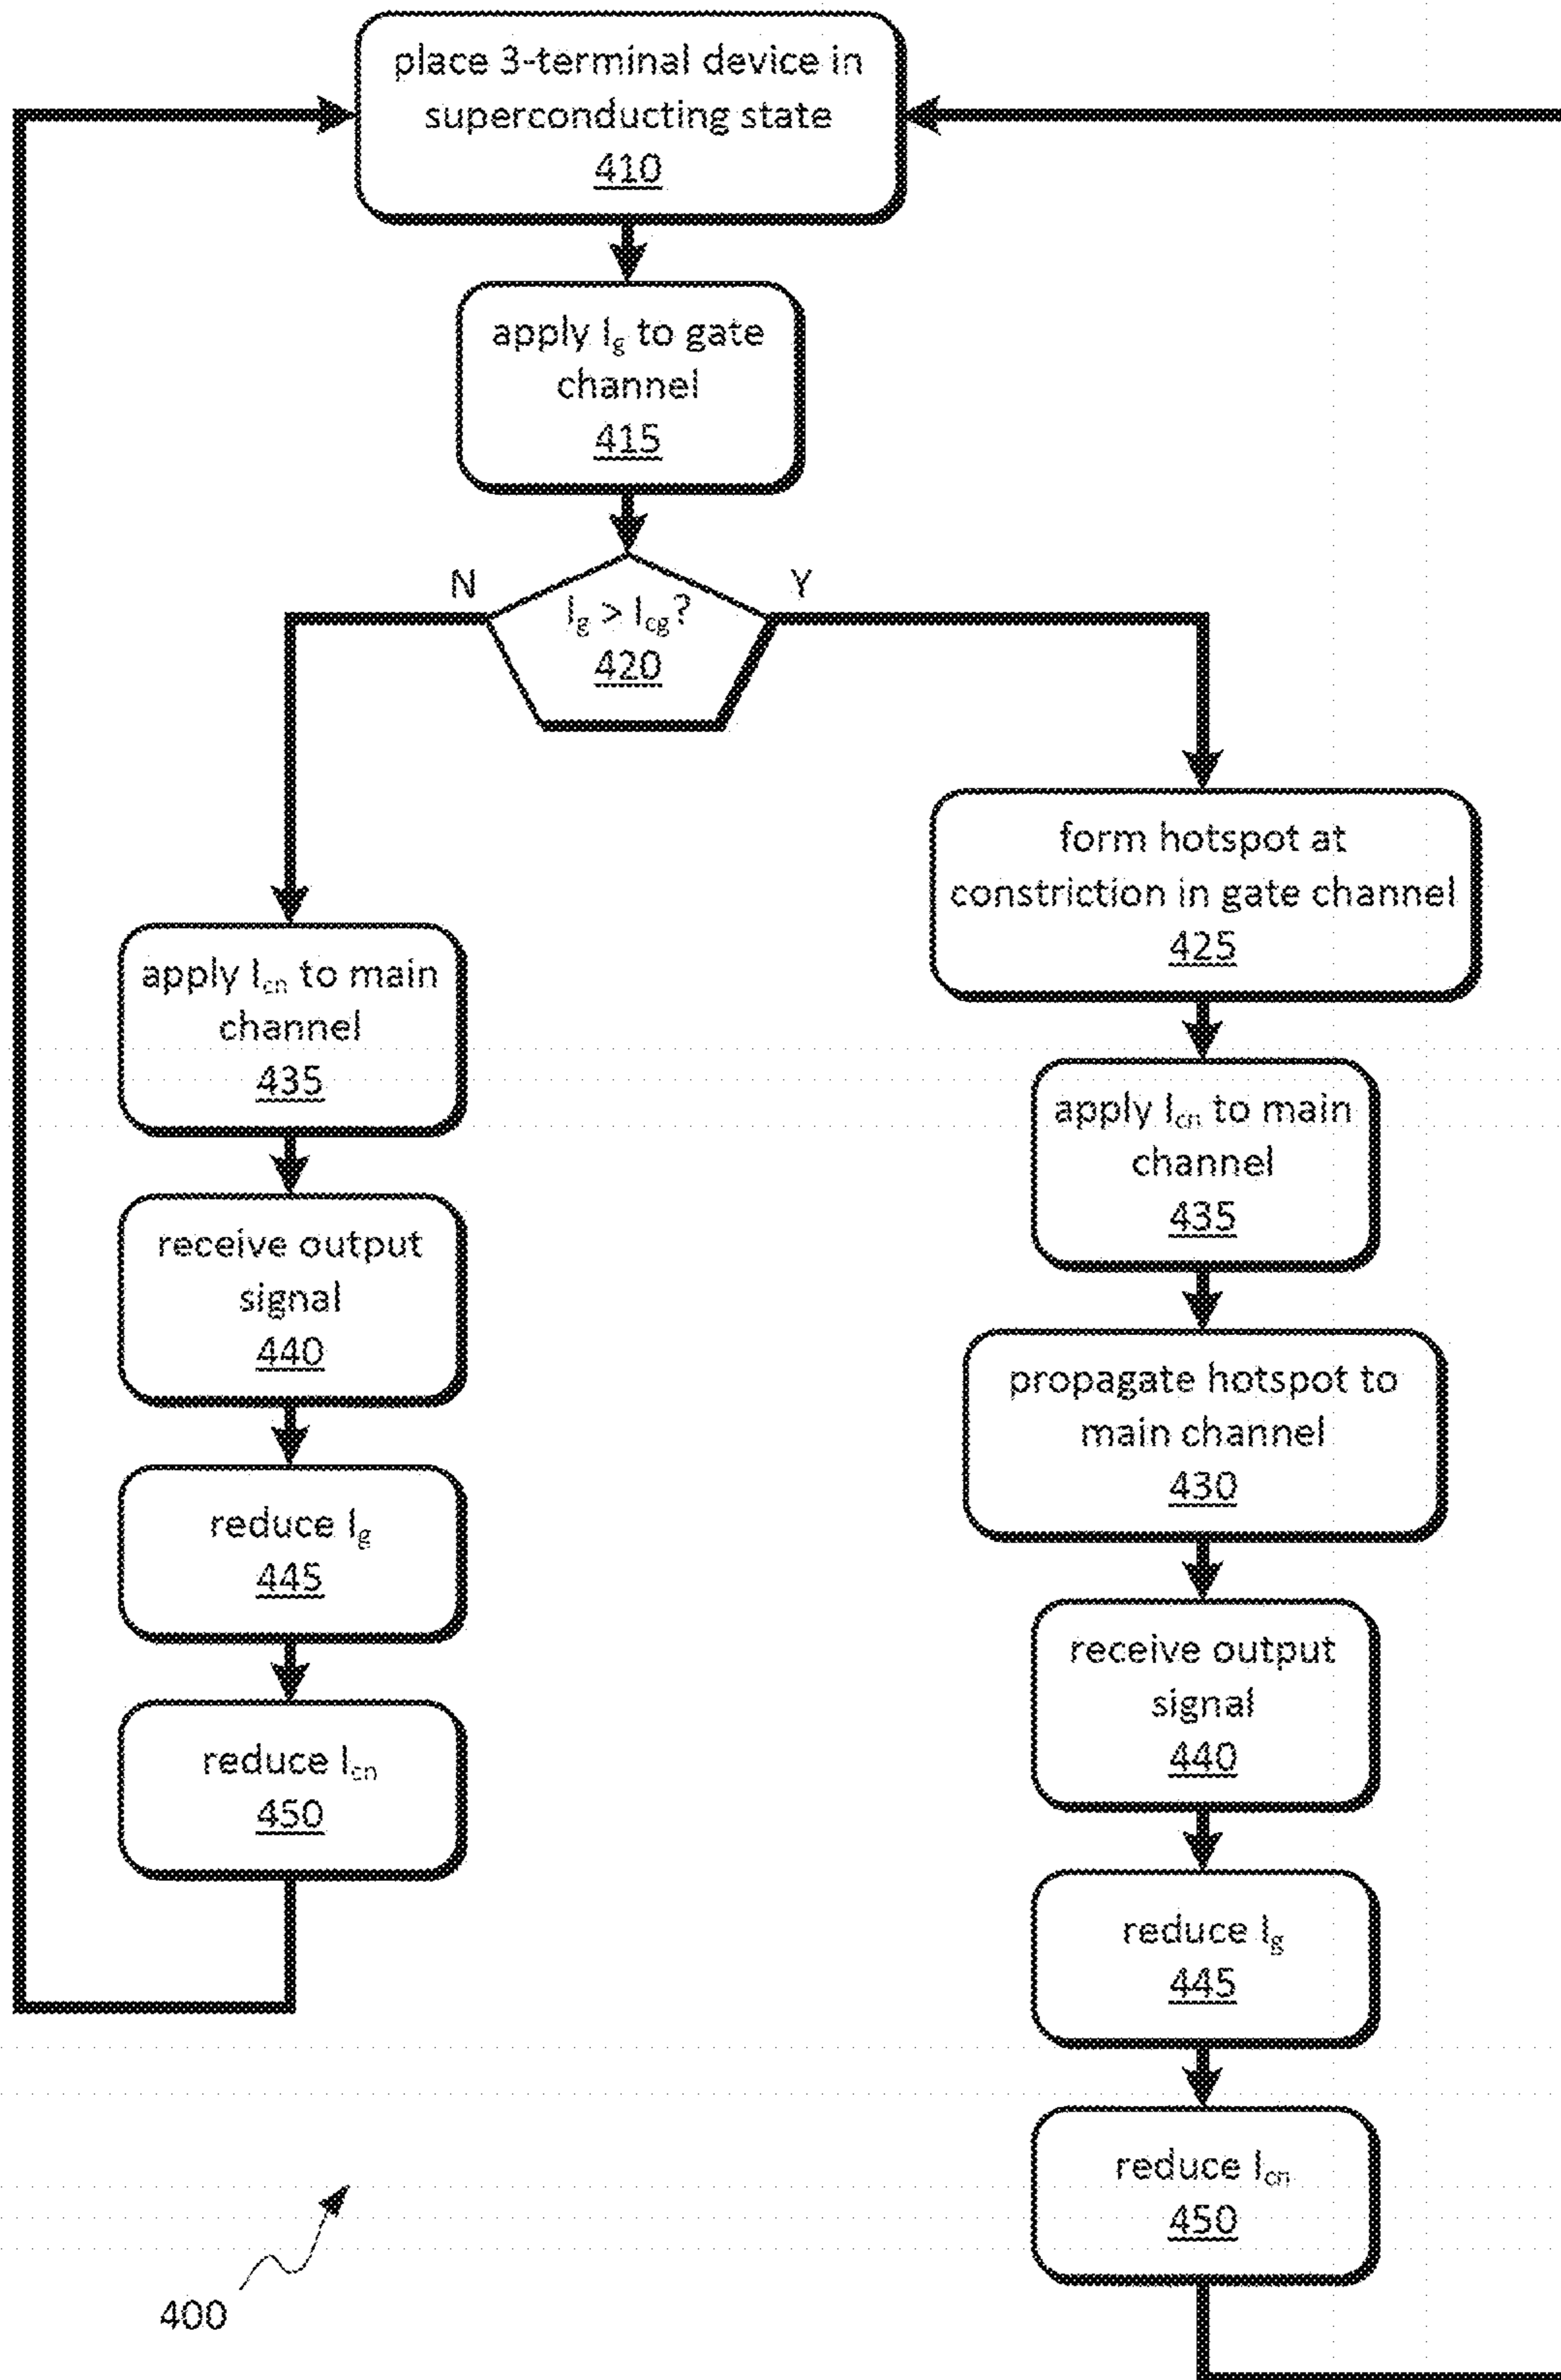 place 3-terminal device in
superconducting state
410
apply Ig to gate
channel
415
N
Y
Ig > Icg?
420
apply Icn to main
channel
435
receive output
signal
440
reduce Ig
445
reduce Icn
450
form hotspot at
constriction in gate channel
425
apply Icn to main
channel
435
propagate hotspot to
main channel
430
receive output
signal
440
reduce Ig
445
reduce Icn
450
400